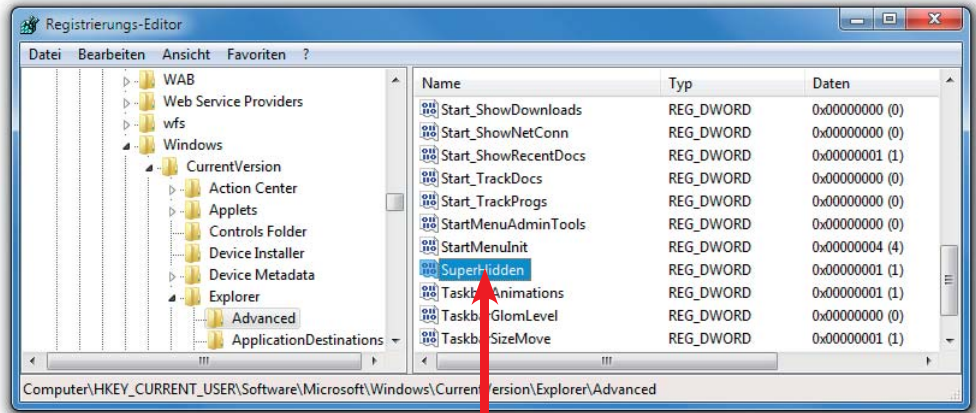 Registrierungs-Editor
Datei Bearbeiten Ansicht Favoriten ?
WAB
Web Service Providers
wfs
Windows
CurrentVersion
Action Center
Applets
Controls Folder
Device Installer
Device Metadata
Explorer
Advanced
ApplicationDestinations
Name Typ Daten
Start_ShowDownloads REG_DWORD 0x00000000 (0)
Start_ShowNetConn REG_DWORD 0x00000000 (0)
Start_ShowRecentDocs REG_DWORD 0x00000001 (1)
Start_TrackDocs REG_DWORD 0x00000000 (0)
Start_TrackProgs REG_DWORD 0x00000000 (0)
StartMenuAdminTools REG_DWORD 0x00000000 (0)
StartMenuInit REG_DWORD 0x00000004 (4)
SuperHidden REG_DWORD 0x00000001 (1)
TaskbarAnimations REG_DWORD 0x00000001 (1)
TaskbarGlomLevel REG_DWORD 0x00000000 (0)
TaskbarSizeMove REG_DWORD 0x00000001 (1)
Computer\HKEY_CURRENT_USER\Software\Microsoft\Windows\CurrentVersion\Explorer\Advanced